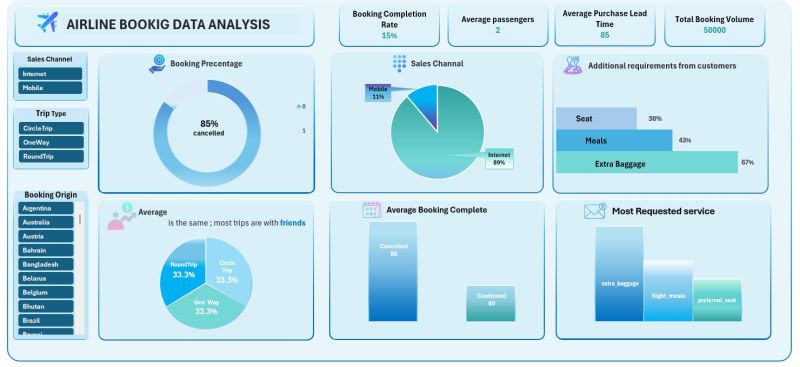 AIRLINE BOOKIG DATA ANALYSIS
Booking Completion
Rate
15%
Average passengers
2
Average Purchase Lead
Time
85
Total Booking Volume
50000
Sales Channel
Internet
Mobile
Trip Type
CircleTrip
OneWay
RoundTrip
Booking Origin
Argentina
Australia
Austria
Bahrain
Bangladesh
Belarus
Belgium
Bhutan
Brazil
Booking Precentage
85%
cancelled
0
1
Sales Channal
Mobile
11%
Internet
89%
Additional requirements from customers
Seat
30%
Meals
43%
Extra Baggage
67%
Average
is the same ; most trips are with friends
RoundTrip
33.3%
Circle
Trip
33.3%
One Way
33.3%
Average Booking Complete
Cancelled
86
Confirmed
80
Most Requested service
extra_baggage
flight_meals
preferred_seat